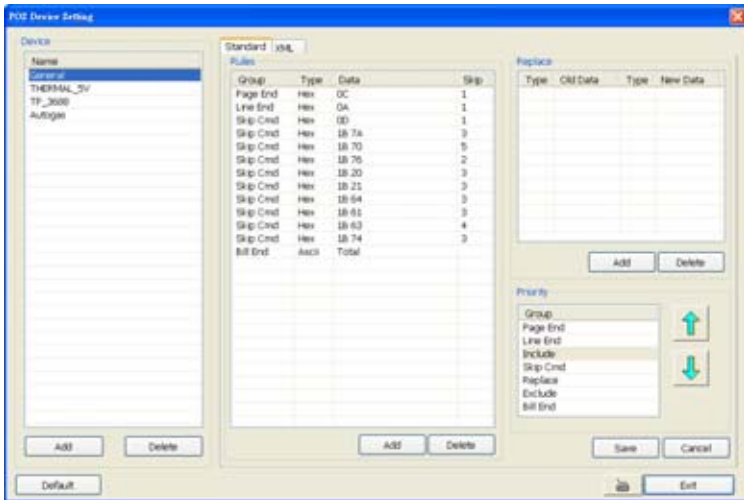 POS Device Setting
Device
Name
General
THERMAL_5V
TP_3688
Autogas
Add Delete
Default
Standard XML
Rules
Group Type Data Skip
Page End Hex 0C 1
Line End Hex 0A 1
Skip Cmd Hex 0D 1
Skip Cmd Hex 1B 7A 3
Skip Cmd Hex 1B 70 5
Skip Cmd Hex 1B 76 2
Skip Cmd Hex 1B 20 3
Skip Cmd Hex 1B 21 3
Skip Cmd Hex 1B 64 3
Skip Cmd Hex 1B 61 3
Skip Cmd Hex 1B 63 4
Skip Cmd Hex 1B 74 3
Bill End Ascii Total
Add Delete
Replace
Type Old Data Type New Data
Add Delete
Priority
Group
Page End
Line End
Include
Skip Cmd
Replace
Exclude
Bill End
Save Cancel
Exit